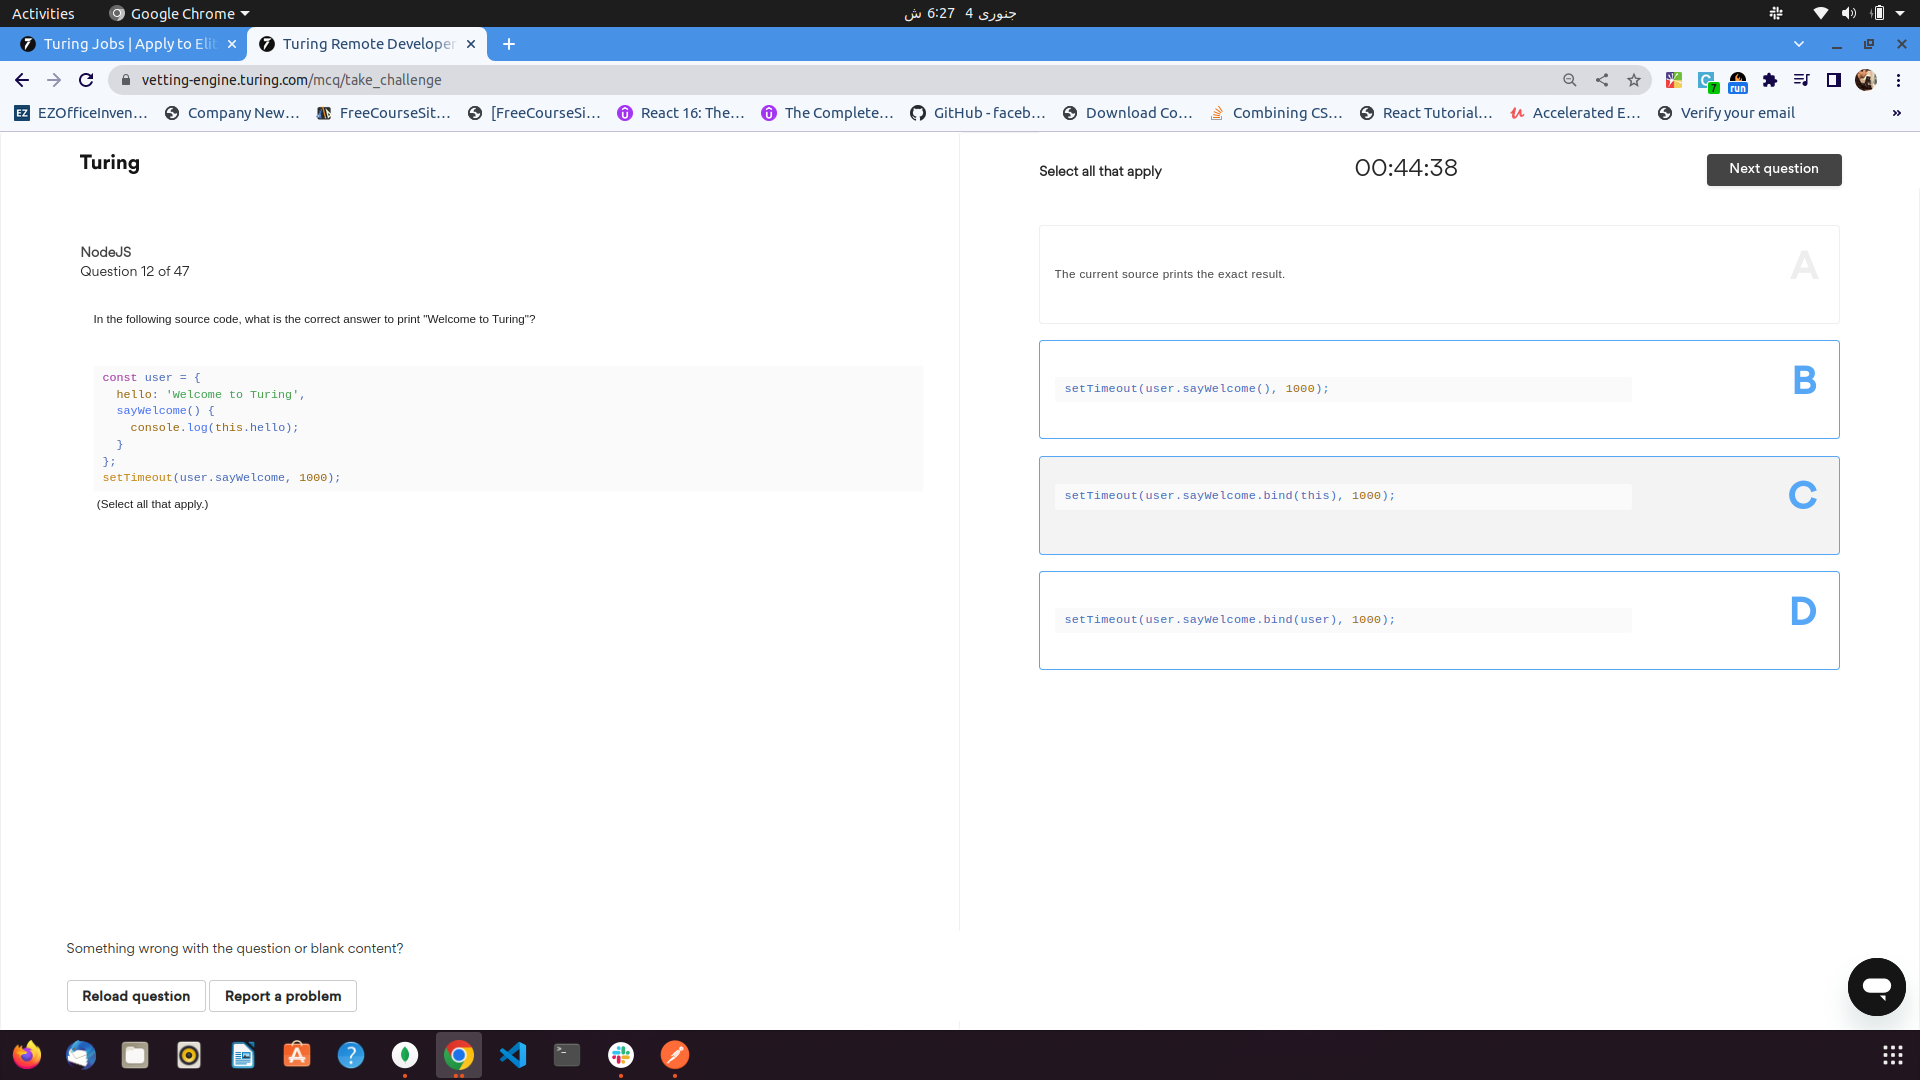 Activities
Google Chrome
جنوری 4 6:27 ش
Turing Jobs | Apply to Elit
Turing Remote Developer
vetting-engine.turing.com/mcq/take_challenge
7
run
EZ EZOfficeInven...
Company New...
FreeCourseSit...
[FreeCourseSi...
React 16: The...
The Complete...
GitHub - faceb...
Download Co...
Combining CS...
React Tutorial...
Accelerated E...
Verify your email
»
Turing
Select all that apply
00:44:38
Next question
NodeJS
Question 12 of 47
In the following source code, what is the correct answer to print "Welcome to Turing"?
const user = {
hello: 'Welcome to Turing',
sayWelcome() {
console.log(this.hello);
}
};
setTimeout(user.sayWelcome, 1000);
(Select all that apply.)
The current source prints the exact result.
A
setTimeout(user.sayWelcome(), 1000);
B
setTimeout(user.sayWelcome.bind(this), 1000);
C
setTimeout(user.sayWelcome.bind(user), 1000);
D
Something wrong with the question or blank content?
Reload question
Report a problem